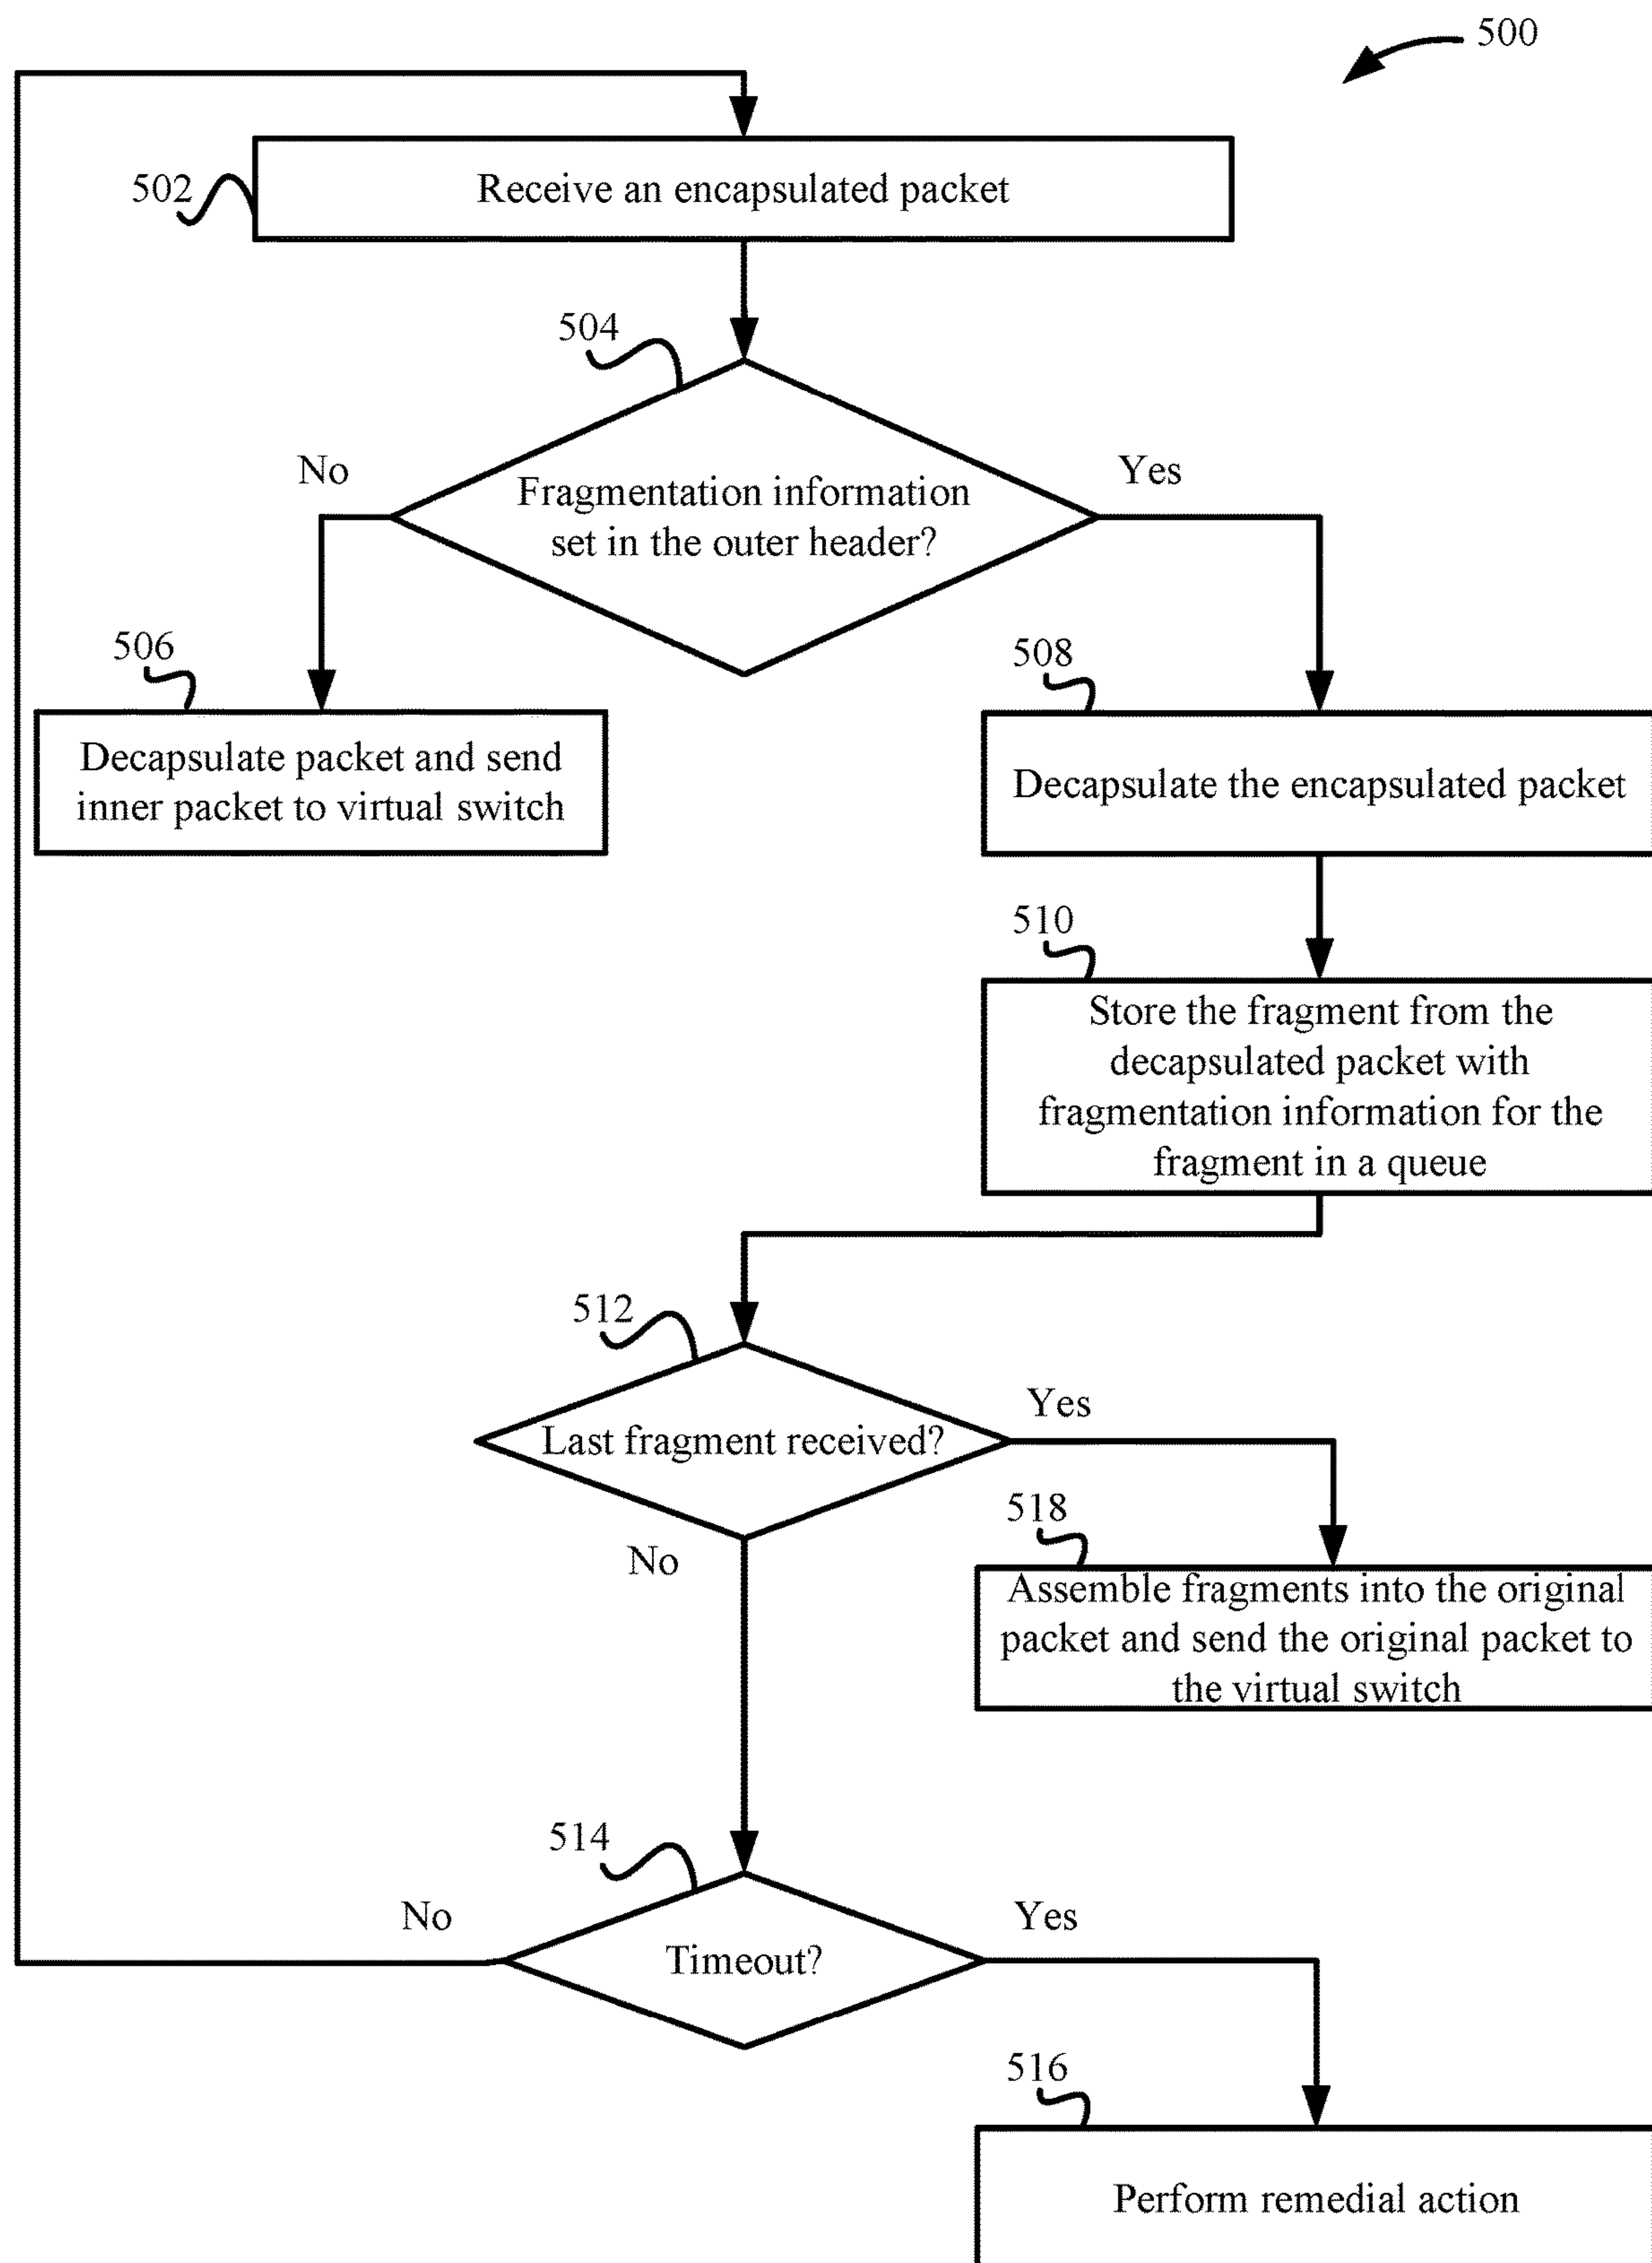 500
502
Receive an encapsulated packet
504
No
Yes
Fragmentation information
set in the outer header?
506
Decapsulate packet and send
inner packet to virtual switch
508
Decapsulate the encapsulated packet
510
Store the fragment from the
decapsulated packet with
fragmentation information for the
fragment in a queue
512
Last fragment received?
Yes
No
518
Assemble fragments into the original
packet and send the original packet to
the virtual switch
514
No
Yes
Timeout?
516
Perform remedial action